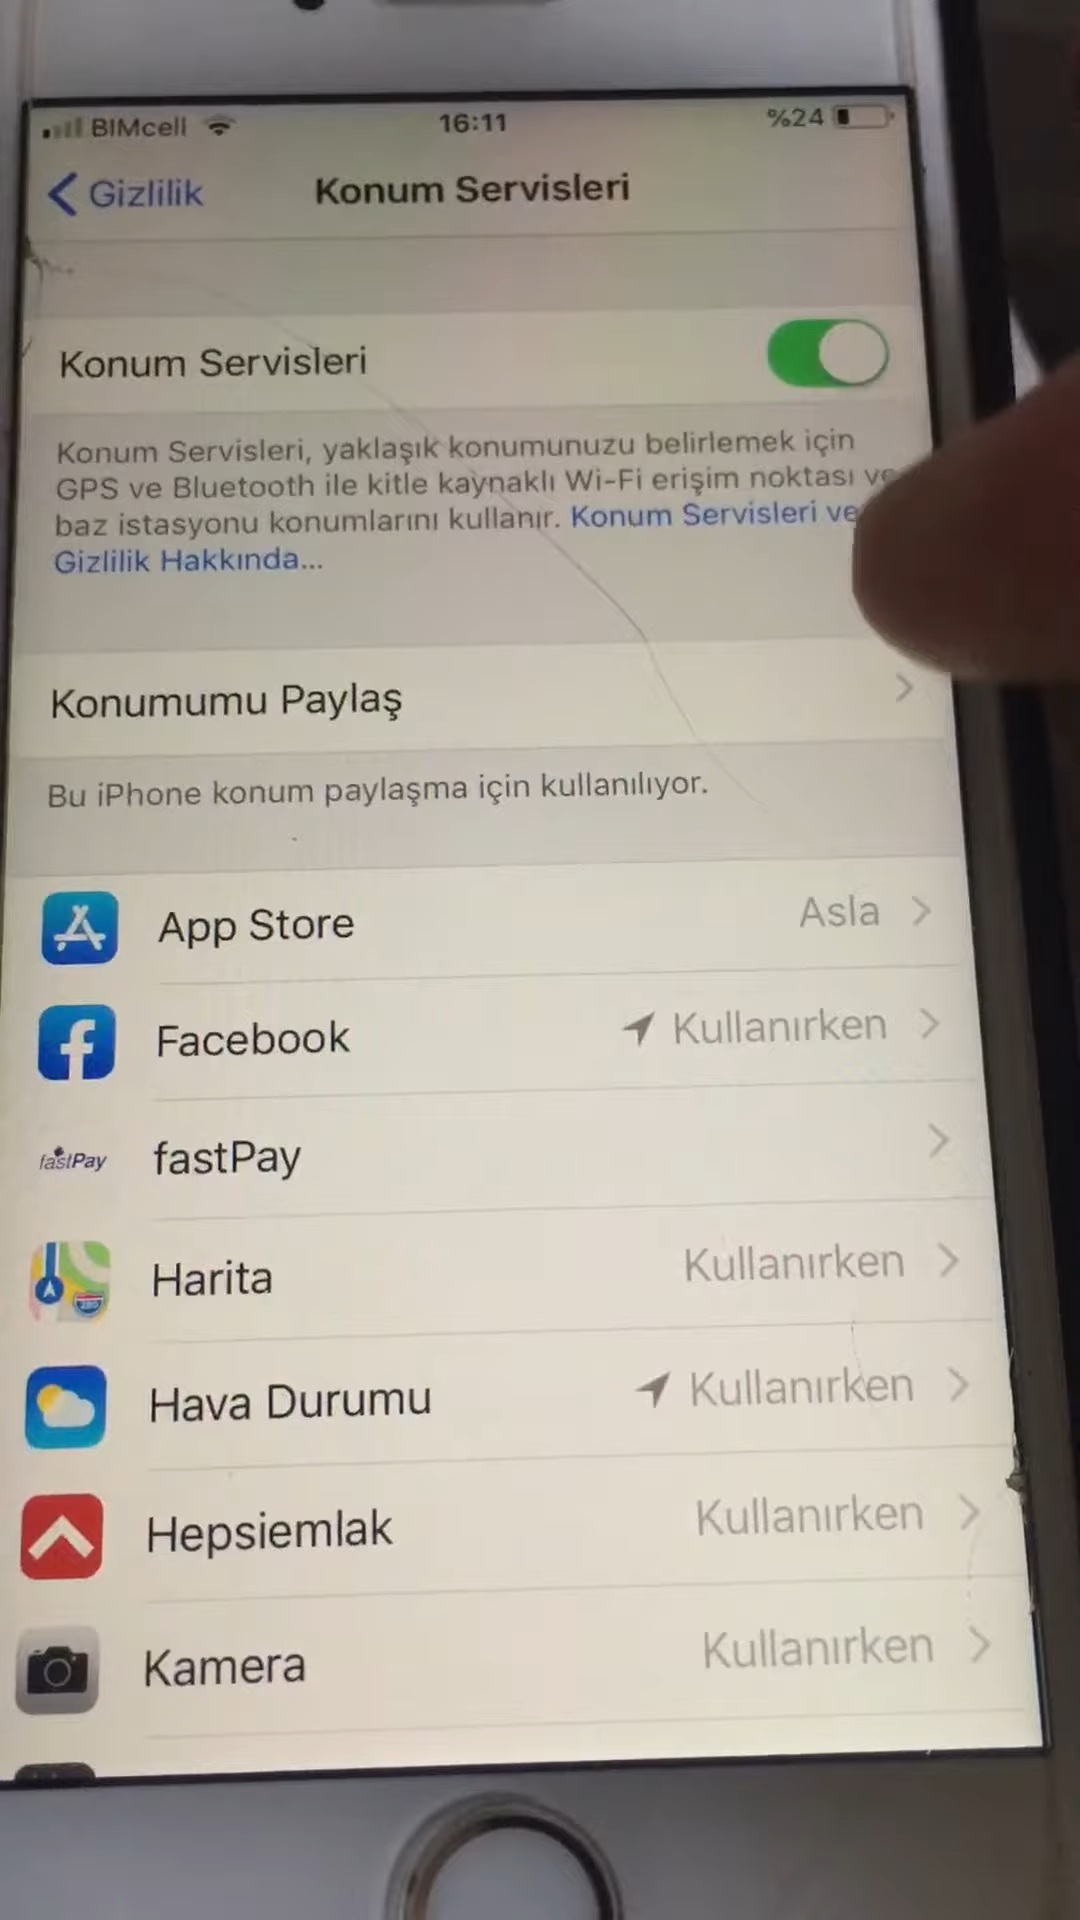 BIMcell 16:11 %24
Gizlilik Konum Servisleri
Konum Servisleri
Konum Servisleri, yaklaşık konumunuzu belirlemek için
GPS ve Bluetooth ile kitle kaynaklı Wi-Fi erişim noktası ve
baz istasyonu konumlarını kullanır. Konum Servisleri ve
Gizlilik Hakkında...
Konumumu Paylaş
Bu iPhone konum paylaşma için kullanılıyor.
App Store Asla
Facebook Kullanırken
fastPay fastPay
Harita Kullanırken
Hava Durumu Kullanırken
Hepsiemlak Kullanırken
Kamera Kullanırken